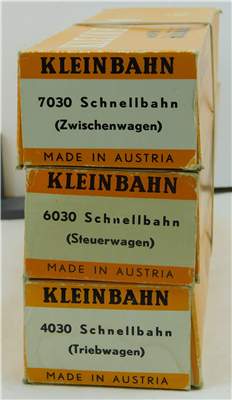 KLEINBAHN
7030 Schnellbahn
(Zwischenwagen)
MADE IN AUSTRIA
KLEINBAHN
6030 Schnellbahn
(Steuerwagen)
MADE IN AUSTRIA
KLEINBAHN
4030 Schnellbahn
(Triebwagen)
MADE IN AUSTRIA